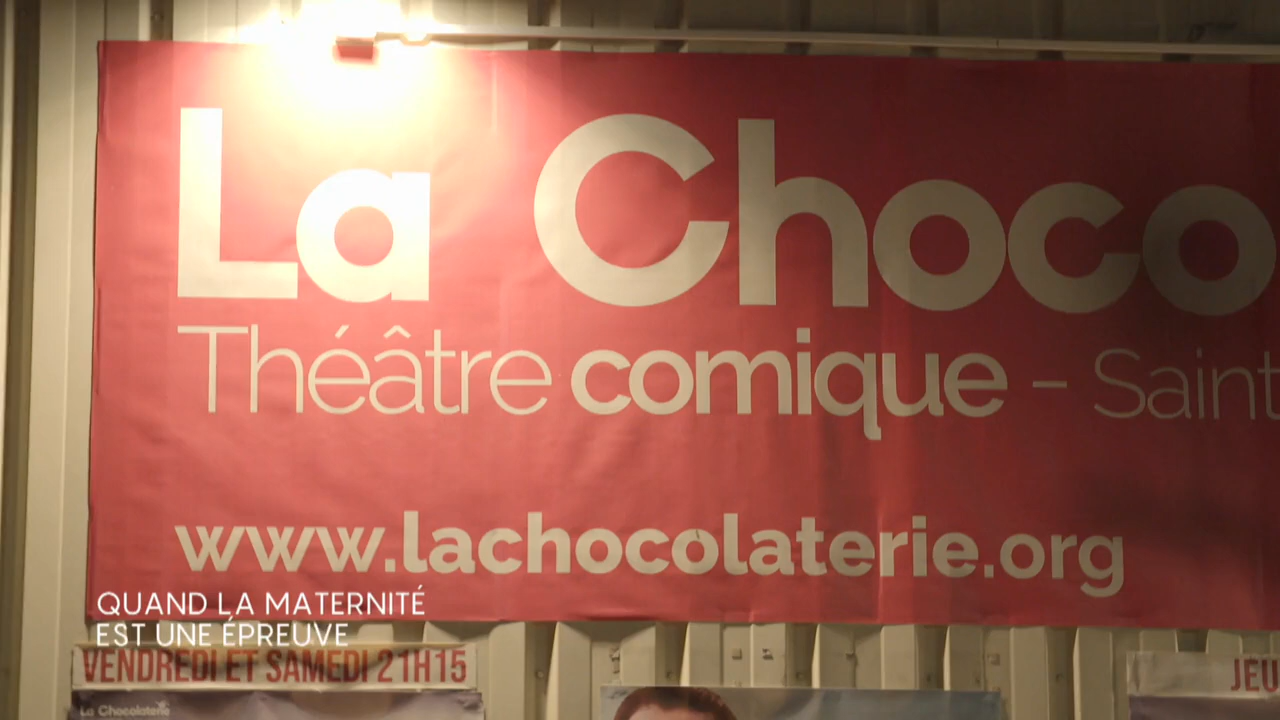 La Choco
Théâtre comique – Saint
www.lachocolaterie.org
QUAND LA MATERNITÉ
EST UNE ÉPREUVE
VENDREDI ET SAMEDI 21H15
JEU
La Chocolaterie